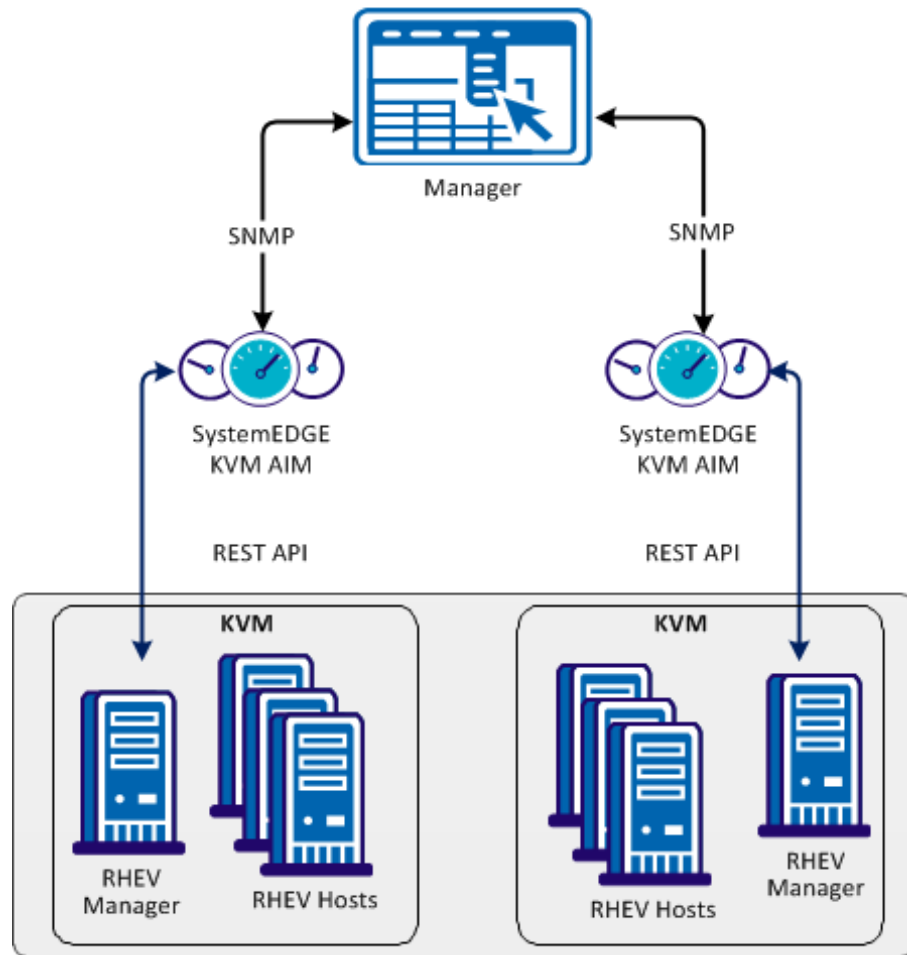 Manager
SNMP
SNMP
SystemEDGE
KVM AIM
SystemEDGE
KVM AIM
REST API
REST API
KVM
KVM
RHEV
Manager
RHEV Hosts
RHEV Hosts
RHEV
Manager